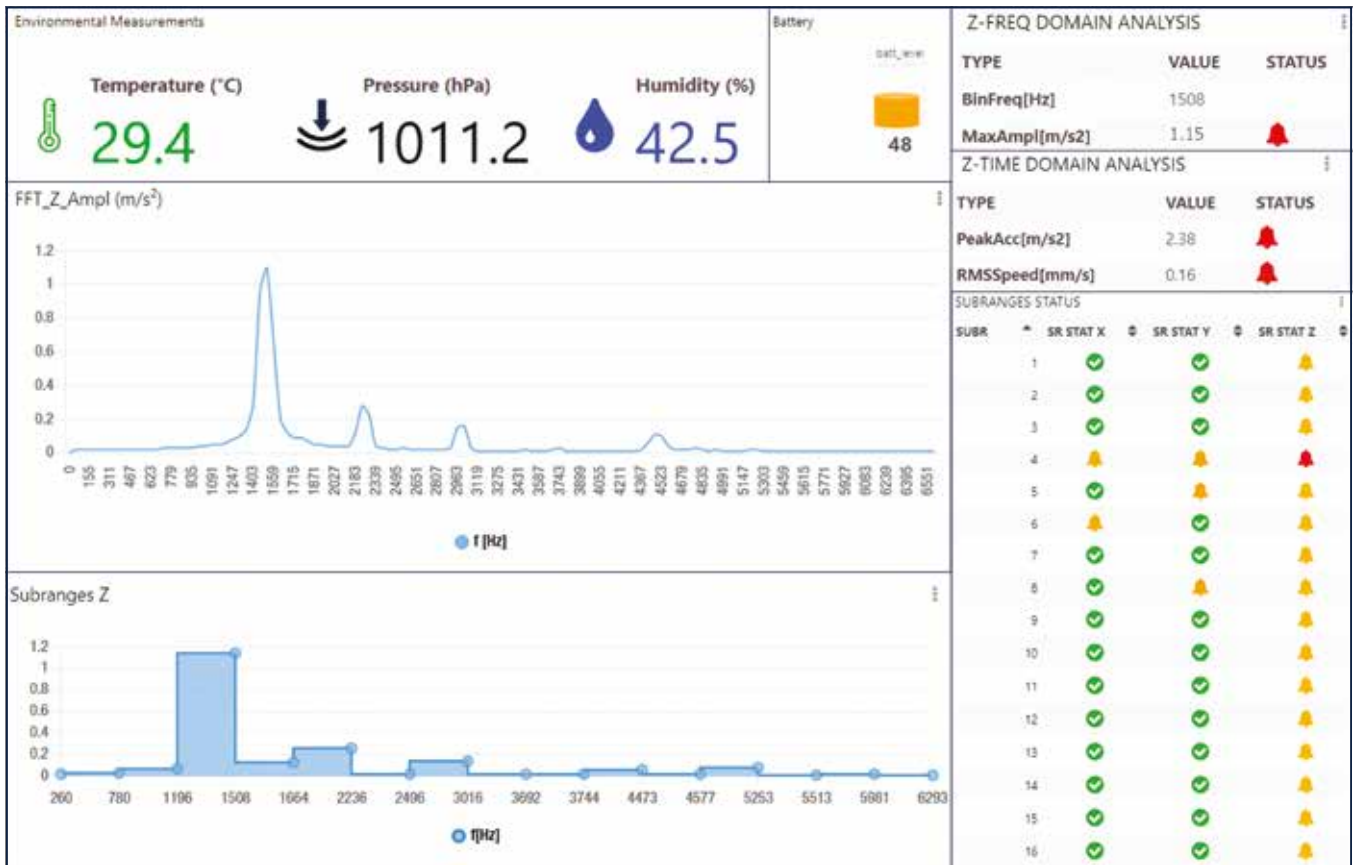 Environmental Measurements
Temperature (°C)
29.4
Pressure (hPa)
1011.2
Humidity (%)
42.5
Battery
batt_level
48
Z-FREQ DOMAIN ANALYSIS
TYPE VALUE STATUS
BinFreq[Hz] 1508
MaxAmpl[m/s2] 1.15
Z-TIME DOMAIN ANALYSIS
TYPE VALUE STATUS
PeakAcc[m/s2] 2.38
RMSSpeed[mm/s] 0.16
SUBRANGES STATUS
SUBR SR STAT X SR STAT Y SR STAT Z
1
2
3
4
5
6
7
8
9
10
11
12
13
14
15
16
FFT_Z_Ampl (m/s²)
1.2
1
0.8
0.6
0.4
0.2
0
0 155 311 467 623 779 935 1091 1247 1403 1559 1715 1871 2027 2183 2339 2495 2651 2807 2963 3119 3275 3431 3587 3743 3899 4055 4211 4367 4523 4679 4835 4991 5147 5303 5459 5615 5771 5927 6083 6239 6395 6551
f [Hz]
Subranges Z
1.2
1
0.8
0.6
0.4
0.2
0
260 780 1196 1508 1664 2236 2496 3016 3692 3744 4473 4577 5253 5513 5981 6293
f[Hz]